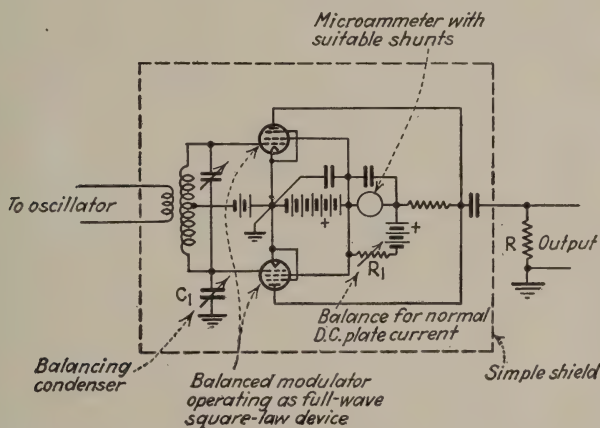 Microammeter with
suitable shunts
To oscillator
+
+
R1
R
Output
C1
Balance for normal
D.C. plate current
Balancing
condenser
Balanced modulator
operating as full-wave
square-law device
Simple shield